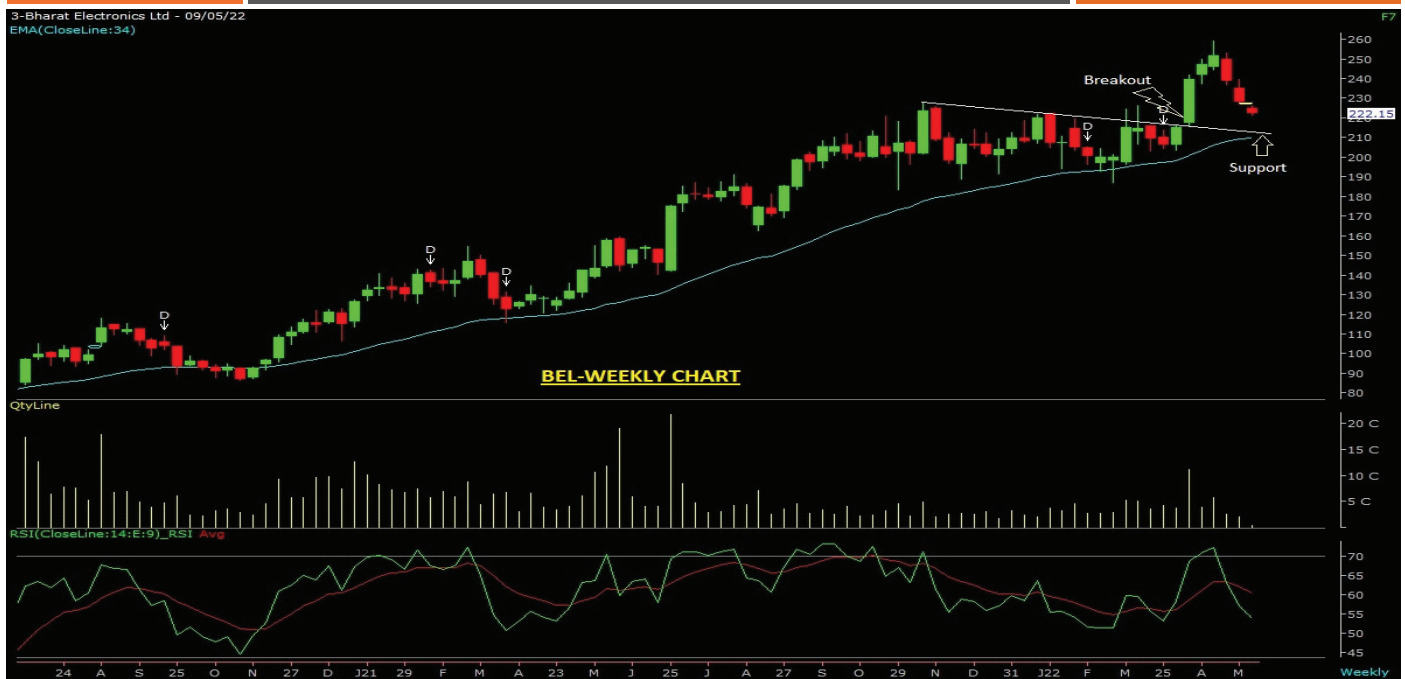 3-Bharat Electronics Ltd - 09/05/22
F7
EMA(CloseLine:34)
260
250
240
230
222.15
220
210
200
190
180
170
160
150
140
130
120
110
100
90
80
Breakout
D
D
Support
D
D
D
BEL-WEEKLY CHART
QtyLine
20 C
15 C
10 C
5 C
RSI(CloseLine:14:E:9)_RSI Avg
70
65
60
55
50
45
24 A S 25 O N 27 D J21 29 F M A 23 M J 25 J A 27 S O 29 N D 31 J22 F M 25 A M
Weekly